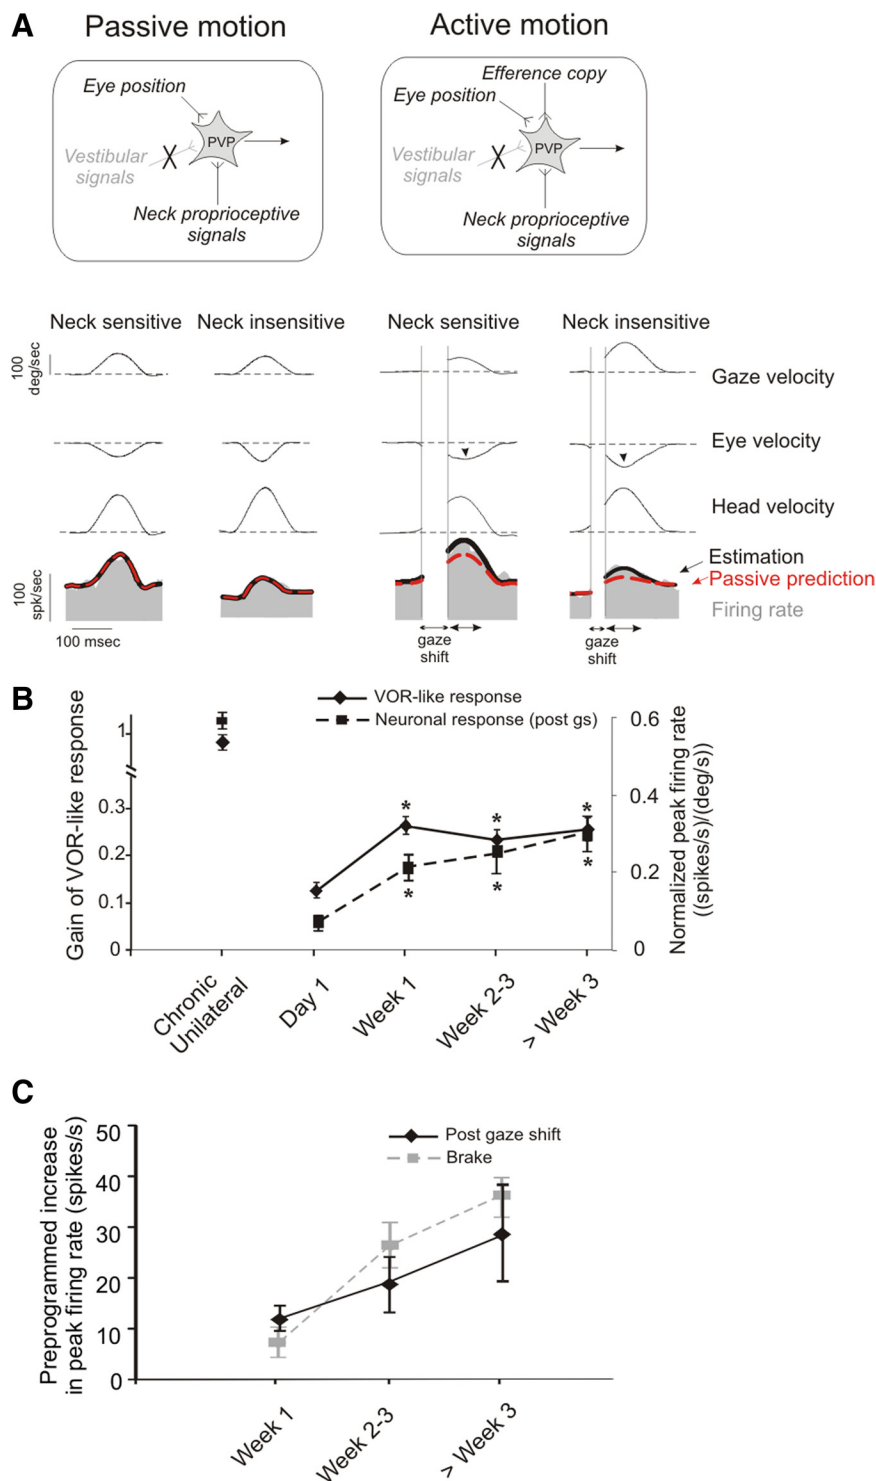 A
Passive motion
Active motion
Eye position
PVP
Vestibular
signals
Neck proprioceptive
signals
Efference copy
Eye position
PVP
Vestibular
signals
Neck proprioceptive
signals
Neck sensitive
Neck insensitive
Neck sensitive
Neck insensitive
100
deg/sec
Gaze velocity
Eye velocity
Head velocity
Estimation
Passive prediction
Firing rate
100
spk/sec
100 msec
gaze
shift
gaze
shift
B
VOR-like response
Neuronal response (post gs)
Gain of VOR-like response
1
0.3
0.2
0.1
0
0.6
0.4
0.2
0
Normalized peak firing rate
((spikes/s)/(deg/s))
*
*
*
*
*
*
Chronic
Unilateral
Day 1
Week 1
Week 2-3
> Week 3
C
Post gaze shift
Brake
Preprogrammed increase
in peak firing rate (spikes/s)
50
40
30
20
10
0
Week 1
Week 2-3
> Week 3